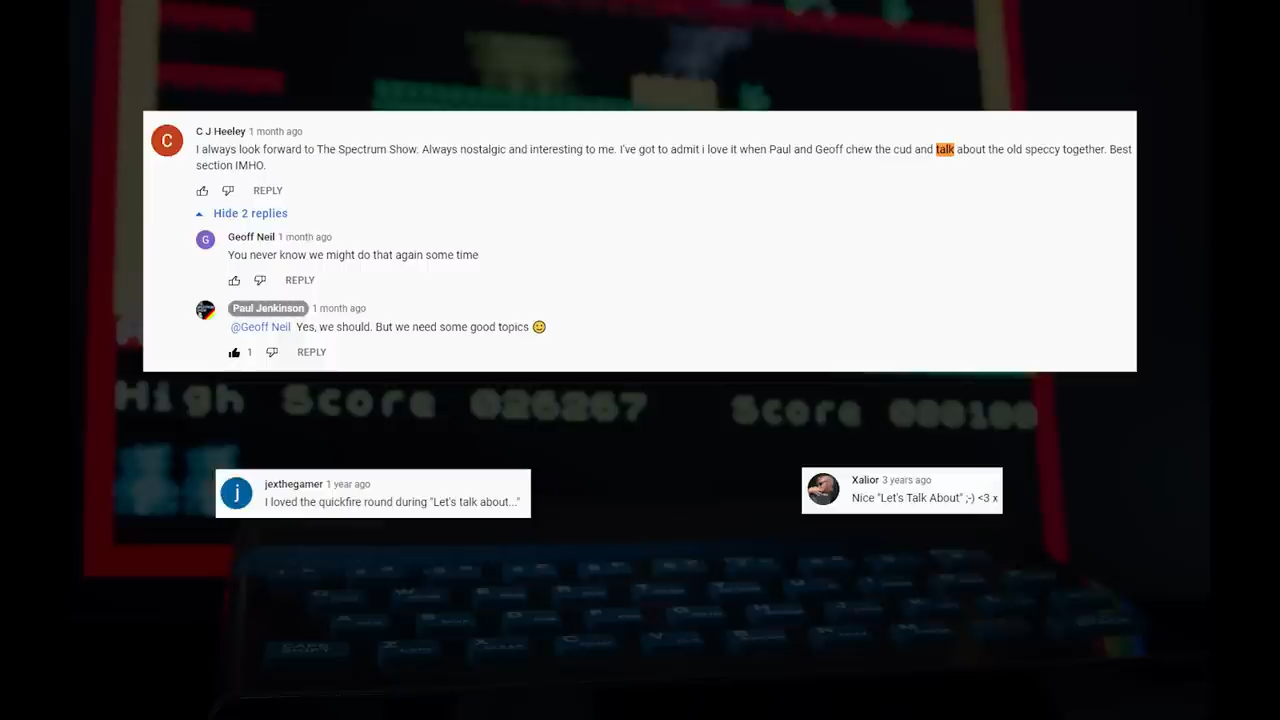 C J Heeley 1 month ago
I always look forward to The Spectrum Show. Always nostalgic and interesting to me. I've got to admit i love it when Paul and Geoff chew the cud and talk about the old speccy together. Best
section IMHO.
REPLY
Hide 2 replies
G
Geoff Neil 1 month ago
You never know we might do that again some time
REPLY
Paul Jenkinson 1 month ago
@Geoff Neil Yes, we should. But we need some good topics 🙂
1 REPLY
High Score 026267 Score 000100
jexthegamer 1 year ago
I loved the quickfire round during "Let's talk about..."
Xalior 3 years ago
Nice "Let's Talk About" ;-) <3 x
CAPS
SHIFT